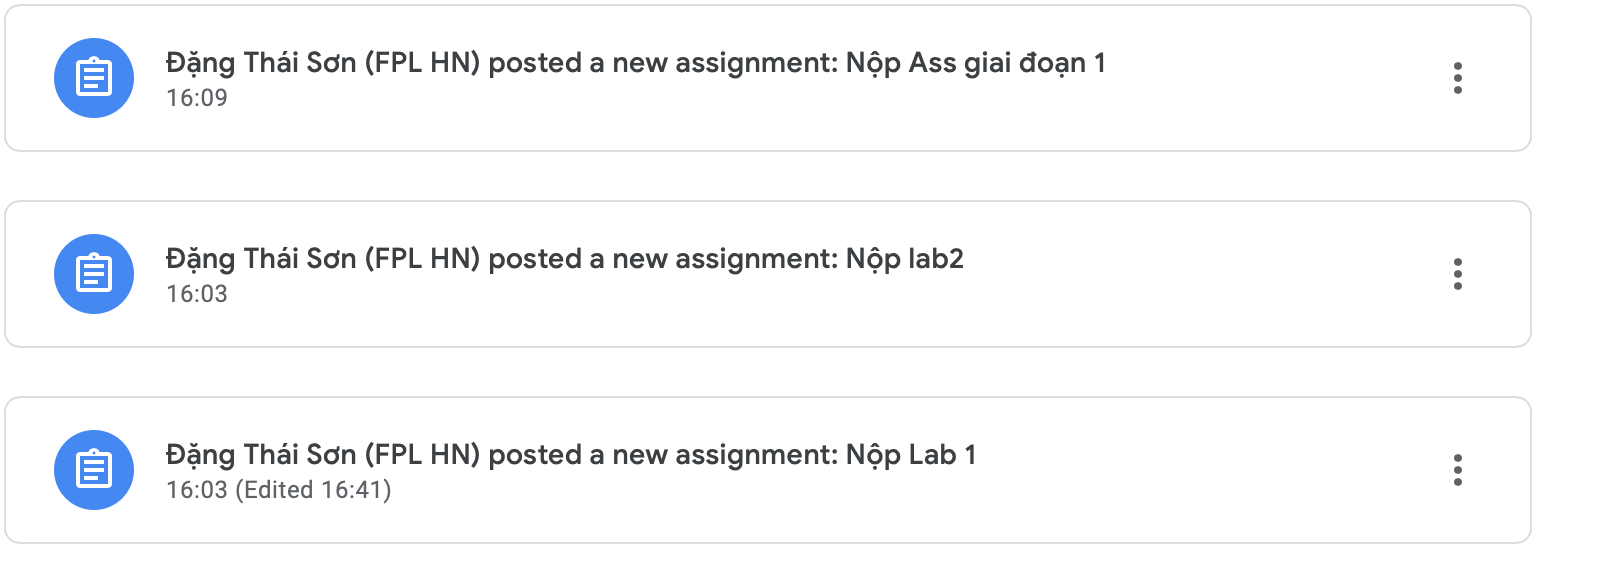 Đặng Thái Sơn (FPL HN) posted a new assignment: Nộp Ass giai đoạn 1
16:09
Đặng Thái Sơn (FPL HN) posted a new assignment: Nộp lab2
16:03
Đặng Thái Sơn (FPL HN) posted a new assignment: Nộp Lab 1
16:03 (Edited 16:41)